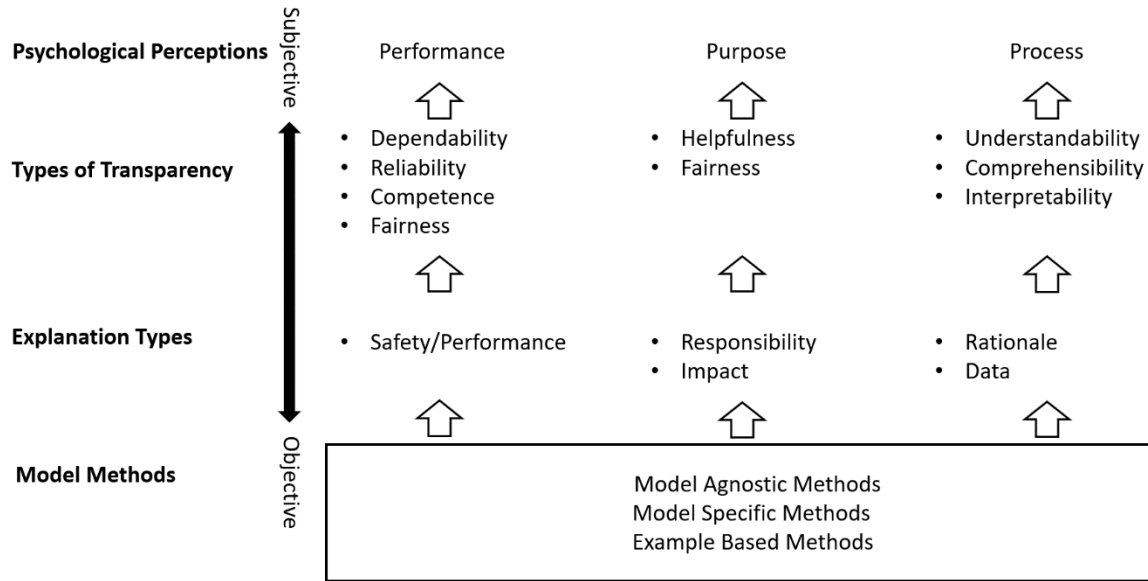 Subjective
Psychological Perceptions
Performance
Purpose
Process
Types of Transparency
• Dependability
• Reliability
• Competence
• Fairness
• Helpfulness
• Fairness
• Understandability
• Comprehensibility
• Interpretability
Explanation Types
• Safety/Performance
• Responsibility
• Impact
• Rationale
• Data
Objective
Model Methods
Model Agnostic Methods
Model Specific Methods
Example Based Methods